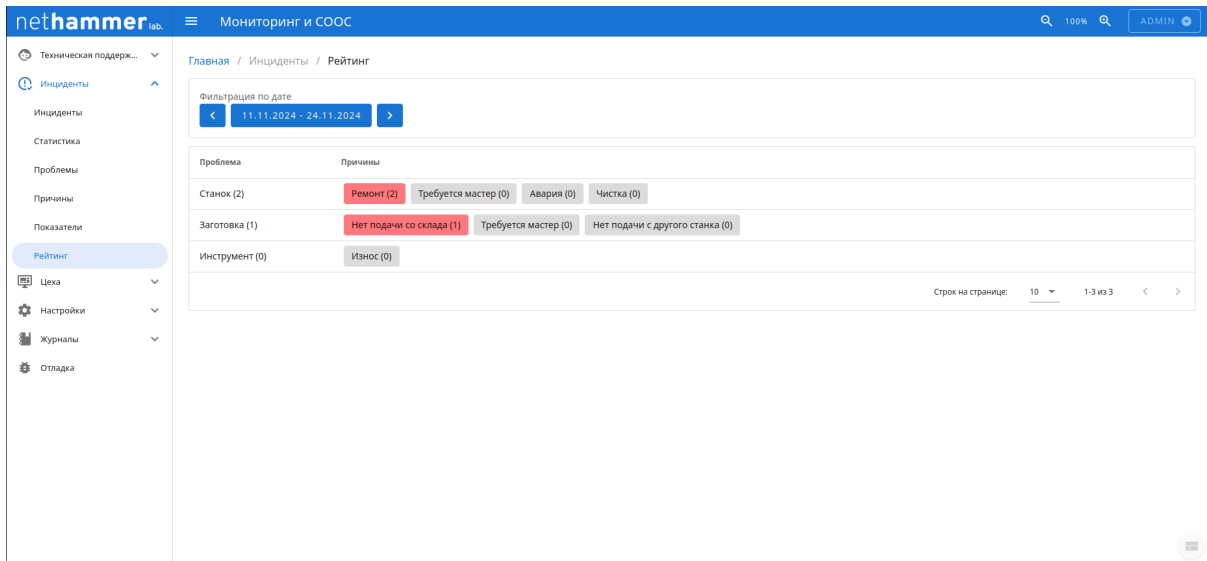 nethammer lab. Мониторинг и СООС 100% ADMIN
Техническая поддерж...
Инциденты
Инциденты
Статистика
Проблемы
Причины
Показатели
Рейтинг
Цеха
Настройки
Журналы
Отладка
Главная / Инциденты / Рейтинг
Фильтрация по дате
11.11.2024 - 24.11.2024
Проблема Причины
Станок (2) Ремонт (2) Требуется мастер (0) Авария (0) Чистка (0)
Заготовка (1) Нет подачи со склада (1) Требуется мастер (0) Нет подачи с другого станка (0)
Инструмент (0) Износ (0)
Строк на странице: 10 1-3 из 3